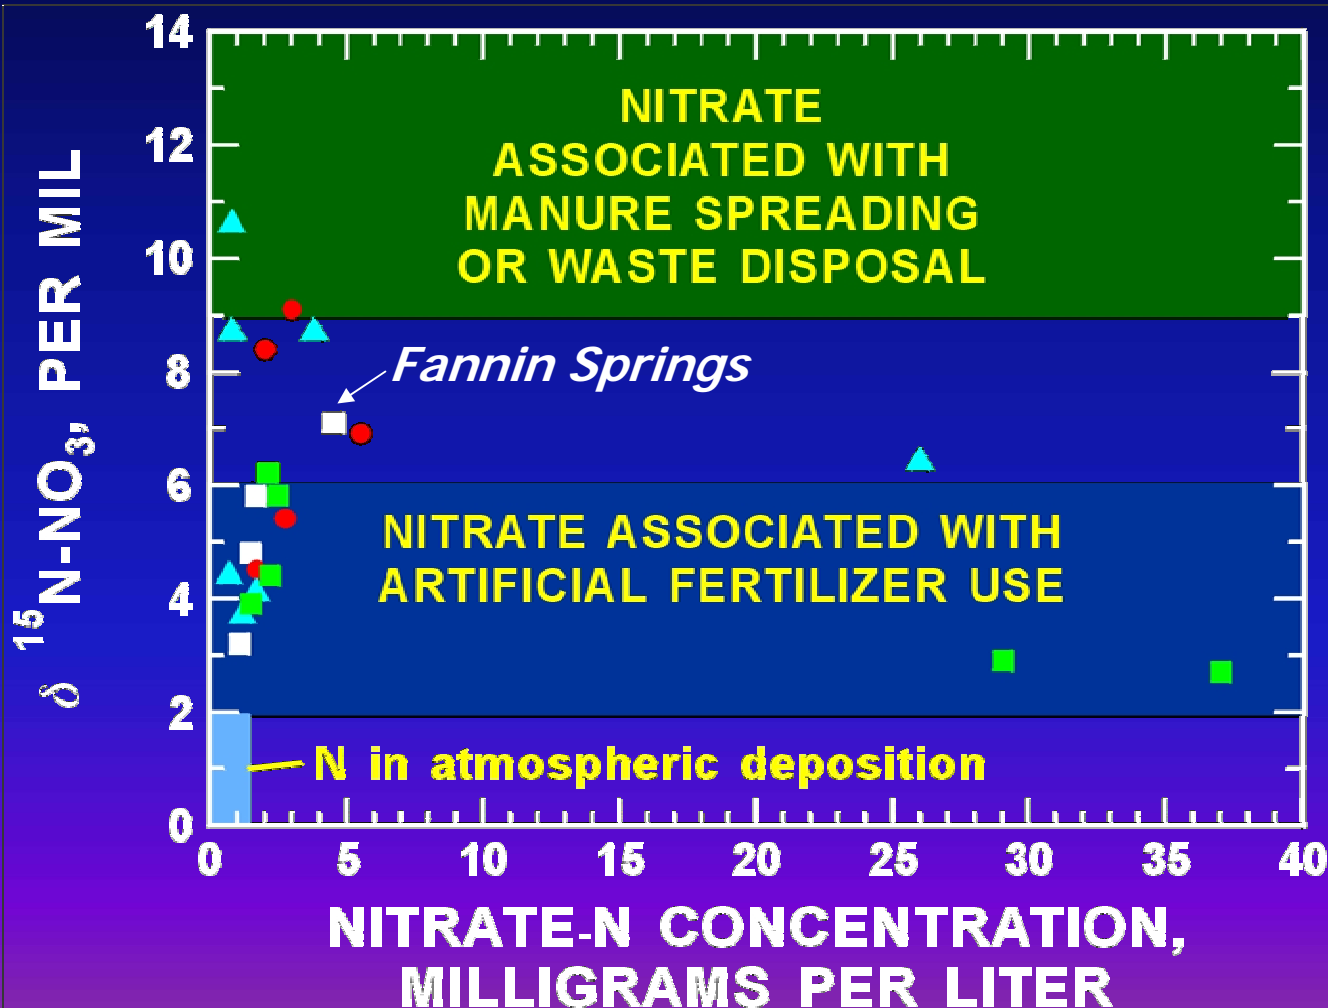 14
12
10
8
6
4
2
0
δ ¹⁵N-NO₃, PER MIL
NITRATE
ASSOCIATED WITH
MANURE SPREADING
OR WASTE DISPOSAL
Fannin Springs
NITRATE ASSOCIATED WITH
ARTIFICIAL FERTILIZER USE
N in atmospheric deposition
0 5 10 15 20 25 30 35 40
NITRATE-N CONCENTRATION,
MILLIGRAMS PER LITER